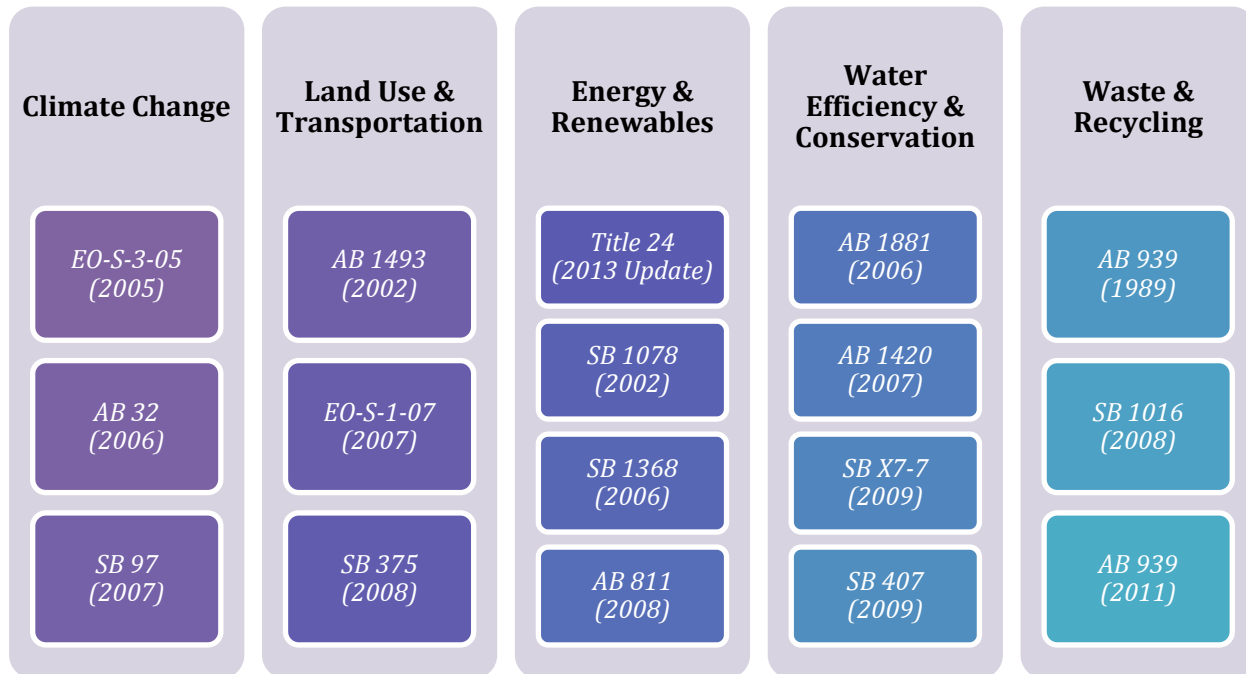 Climate Change
EO-S-3-05
(2005)
AB 32
(2006)
SB 97
(2007)
Land Use &
Transportation
AB 1493
(2002)
EO-S-1-07
(2007)
SB 375
(2008)
Energy &
Renewables
Title 24
(2013 Update)
SB 1078
(2002)
SB 1368
(2006)
AB 811
(2008)
Water
Efficiency &
Conservation
AB 1881
(2006)
AB 1420
(2007)
SB X7-7
(2009)
SB 407
(2009)
Waste &
Recycling
AB 939
(1989)
SB 1016
(2008)
AB 939
(2011)